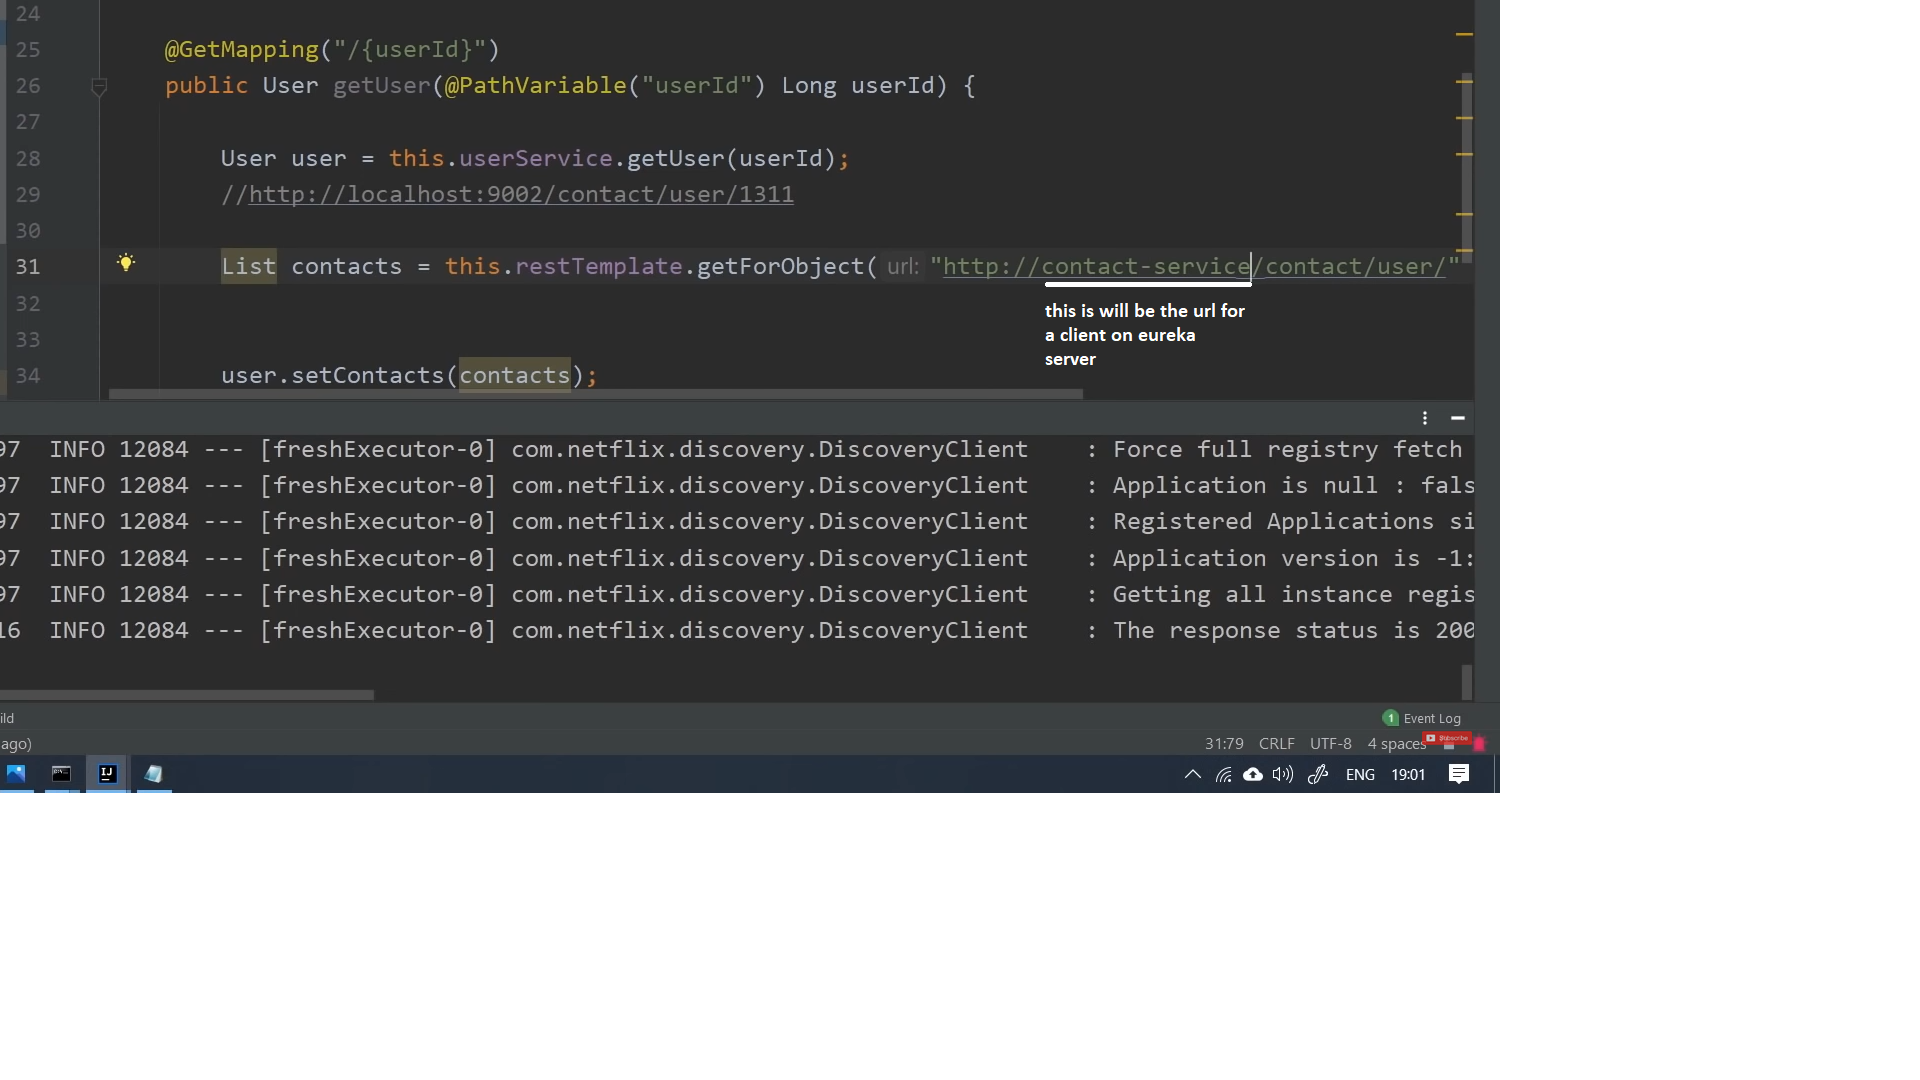 24
25 @GetMapping("/{userId}")
26 public User getUser(@PathVariable("userId") Long userId) {
27
28 User user = this.userService.getUser(userId);
29 //http://localhost:9002/contact/user/1311
30
31 List contacts = this.restTemplate.getForObject( url: "http://contact-service/contact/user/"
32
this is will be the url for
33
a client on eureka
server
34 user.setContacts(contacts);
97 INFO 12084 --- [freshExecutor-0] com.netflix.discovery.DiscoveryClient : Force full registry fetch
97 INFO 12084 --- [freshExecutor-0] com.netflix.discovery.DiscoveryClient : Application is null : fals
97 INFO 12084 --- [freshExecutor-0] com.netflix.discovery.DiscoveryClient : Registered Applications si
97 INFO 12084 --- [freshExecutor-0] com.netflix.discovery.DiscoveryClient : Application version is -1:
97 INFO 12084 --- [freshExecutor-0] com.netflix.discovery.DiscoveryClient : Getting all instance regis
16 INFO 12084 --- [freshExecutor-0] com.netflix.discovery.DiscoveryClient : The response status is 200
ild 1 Event Log
ago) 31:79 CRLF UTF-8 4 spaces Subscribe
IJ ENG 19:01